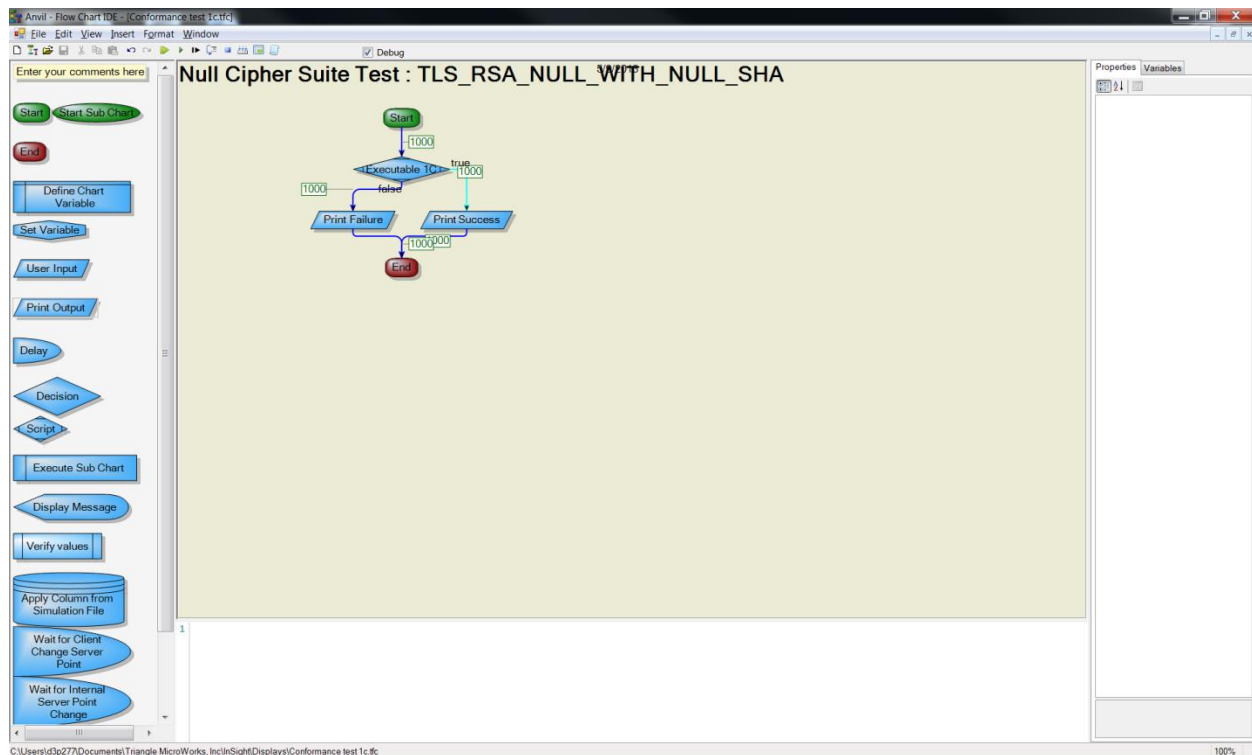 Anvil - Flow Chart IDE - [Conformance test 1c.tfc]
File Edit View Insert Format Window
Debug
Enter your comments here
Start
Start Sub Chart
End
Define Chart
Variable
Set Variable
User Input
Print Output
Delay
Decision
Script
Execute Sub Chart
Display Message
Verify values
Apply Column from
Simulation File
Wait for Client
Change Server
Point
Wait for Internal
Server Point
Change
Null Cipher Suite Test : TLS_RSA_NULL_WITH_NULL_SHA
Start
1000
Executable 1C
true
1000
1000
false
Print Failure
Print Success
1000
End
1
Properties
Variables
C:\Users\d3p277\Documents\Triangle MicroWorks, Inc\InSight\Displays\Conformance test 1c.tfc
100%